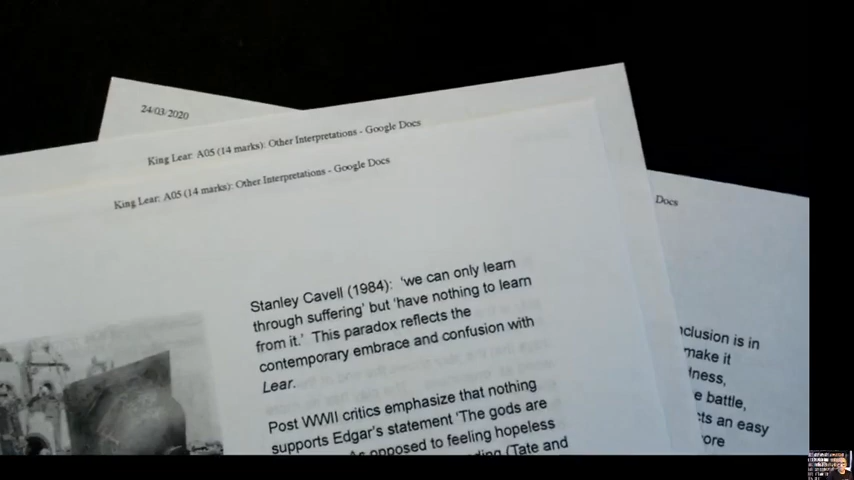 24/03/2020
King Lear: A05 (14 marks): Other Interpretations - Google Docs
King Lear: A05 (14 marks): Other Interpretations - Google Docs
Docs
Stanley Cavell (1984): 'we can only learn
through suffering' but 'have nothing to learn
from it.' This paradox reflects the
contemporary embrace and confusion with
Lear.
Post WWII critics emphasize that nothing
supports Edgar's statement 'The gods are
As opposed to feeling hopeless
(Tate and
nclusion is in
make it
battle,
an easy